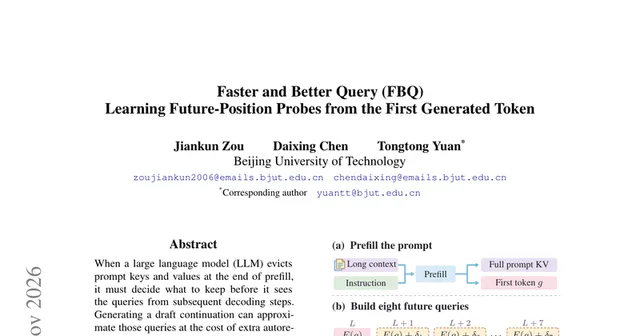 Faster and Better Query (FBQ)
Learning Future-Position Probes from the First Generated Token
Jiankun Zou Daixing Chen Tongtong Yuan*
Beijing University of Technology
zoujiankun2006@emails.bjut.edu.cn chendaixing@emails.bjut.edu.cn
*Corresponding author yuantt@bjut.edu.cn
Abstract
When a large language model (LLM) evicts
prompt keys and values at the end of prefill,
it must decide what to keep before it sees
the queries from subsequent decoding steps.
Generating a draft continuation can approxi-
mate those queries at the cost of extra autore-
(a) Prefill the prompt
Long context
Instruction
Prefill
Full prompt KV
First token g
(b) Build eight future queries
L L + 1 L + 2 L + 7
2026